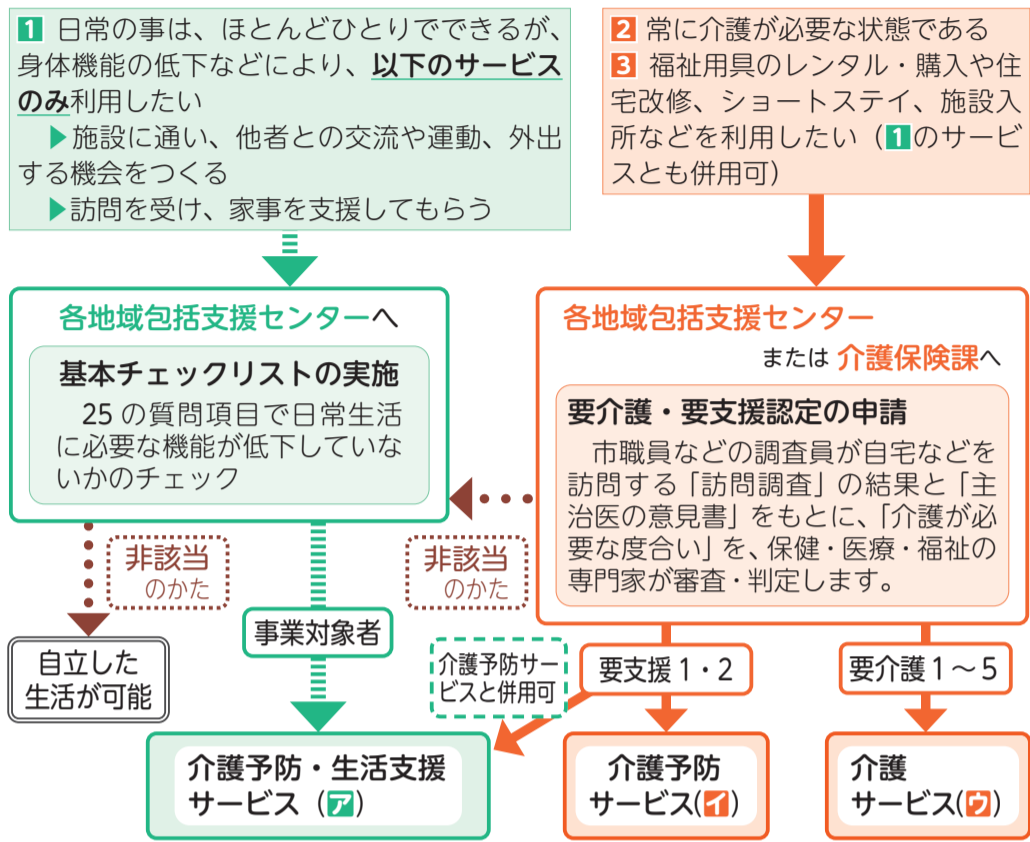 1 日常の事は、ほとんどひとりでできるが、
身体機能の低下などにより、以下のサービス
のみ利用したい
▶施設に通い、他者との交流や運動、外出
する機会をつくる
▶訪問を受け、家事を支援してもらう
2 常に介護が必要な状態である
3 福祉用具のレンタル・購入や住
宅改修、ショートステイ、施設入
所などを利用したい（1のサービ
スとも併用可）
各地域包括支援センターへ
基本チェックリストの実施
25の質問項目で日常生活
に必要な機能が低下していな
いかのチェック
各地域包括支援センター
または 介護保険課へ
要介護・要支援認定の申請
市職員などの調査員が自宅などを
訪問する「訪問調査」の結果と「主
治医の意見書」をもとに、「介護が必
要な度合い」を、保健・医療・福祉の
専門家が審査・判定します。
非該当
のかた
非該当
のかた
事業対象者
自立した
生活が可能
介護予防サー
ビスと併用可
要支援1・2
要介護1～5
介護予防・生活支援
サービス（ア）
介護予防
サービス(イ)
介護
サービス(ウ)